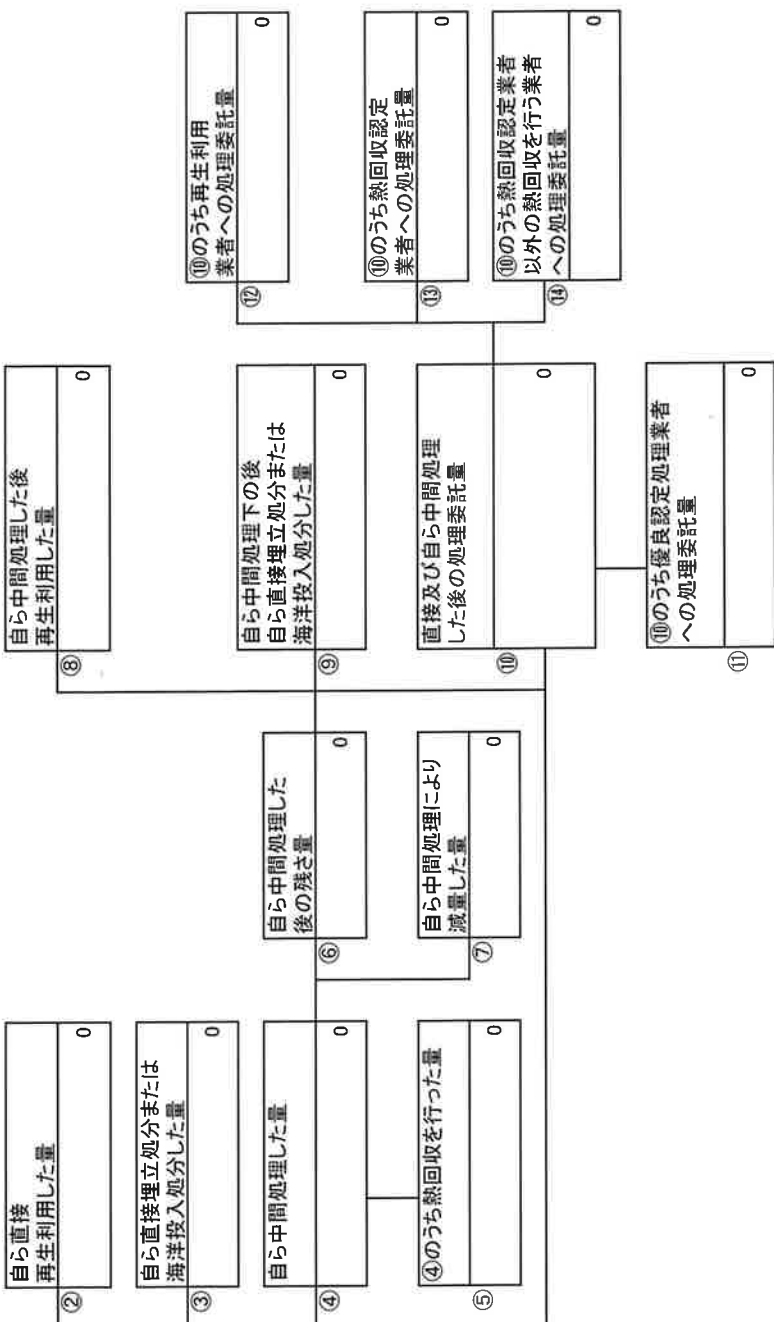 ②
自ら直接
再生利用した量
0
③
自ら直接埋立処分または
海洋投入処分した量
0
④
自ら中間処理した量
0
⑤
④のうち熱回収を行った量
0
⑥
自ら中間処理した
後の残さ量
0
⑦
自ら中間処理により
減量した量
0
⑧
自ら中間処理した後
再生利用した量
0
⑨
自ら中間処理下の後
自ら直接埋立処分または
海洋投入処分した量
0
⑩
直接及び自ら中間処理
した後の処理委託量
0
⑪
⑩のうち優良認定処理業者
への処理委託量
0
⑫
⑩のうち再生利用
業者への処理委託量
0
⑬
⑩のうち熱回収認定
業者への処理委託量
0
⑭
⑩のうち熱回収認定業者
以外の熱回収を行う業者
への処理委託量
0